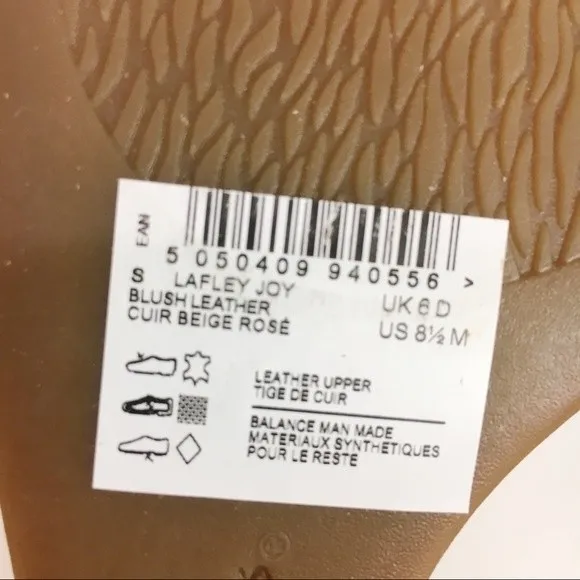 EAN
5 050409 940556 >
S LAFLEY JOY UK 6 D
BLUSH LEATHER US 8½ M
CUIR BEIGE ROSÉ
LEATHER UPPER
TIGE DE CUIR
BALANCE MAN MADE
MATERIAUX SYNTHETIQUES
POUR LE RESTE